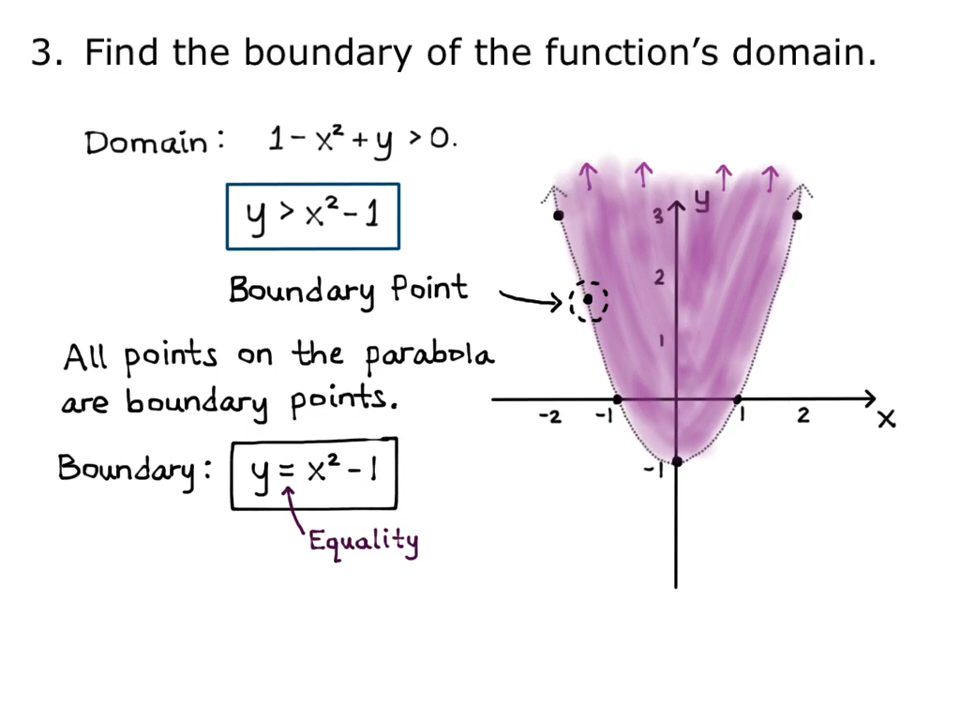 3. Find the boundary of the function's domain.
Domain: 1 - x² + y > 0.
y > x² - 1
Boundary Point
All points on the parabola
are boundary points.
Boundary: y = x² - 1
Equality
y
3
2
1
-2 -1 1 2 x
-1